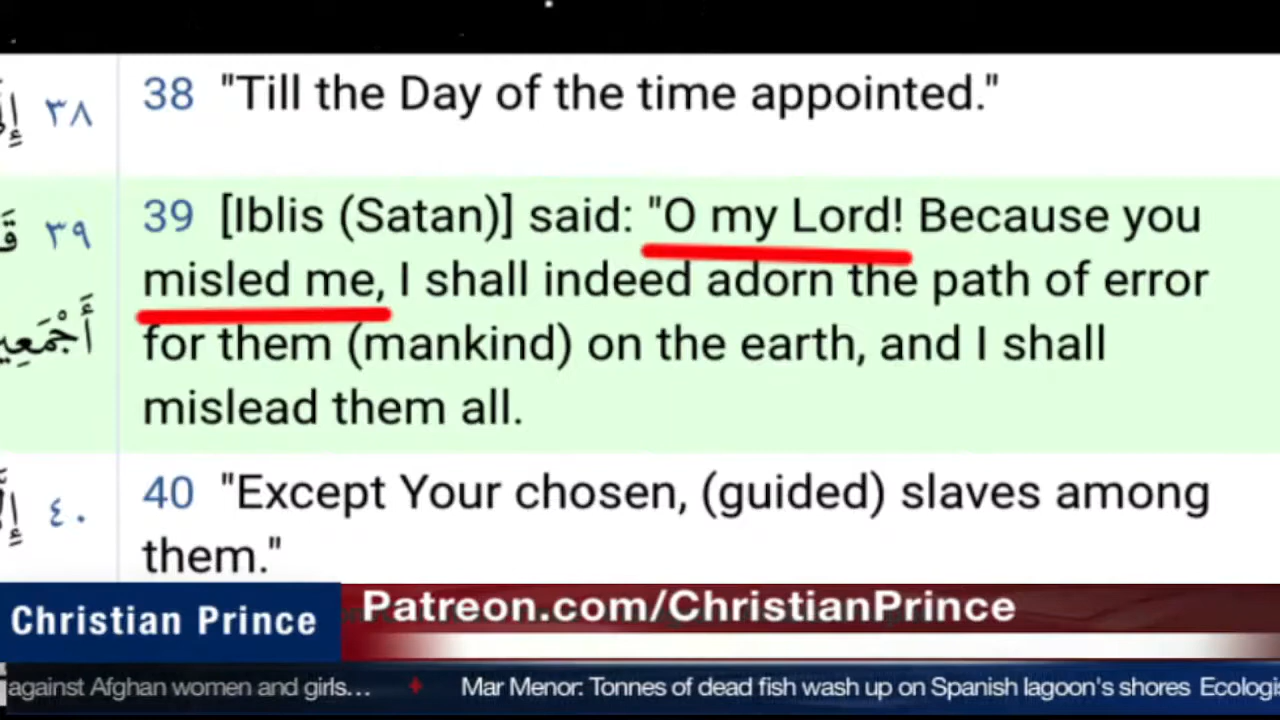 38 "Till the Day of the time appointed."
٣٨
39 [Iblis (Satan)] said: "O my Lord! Because you
٣٩
misled me, I shall indeed adorn the path of error
for them (mankind) on the earth, and I shall
mislead them all.
40 "Except Your chosen, (guided) slaves among
٤٠
them."
Christian Prince
Patreon.com/ChristianPrince
against Afghan women and girls... Mar Menor: Tonnes of dead fish wash up on Spanish lagoon's shores